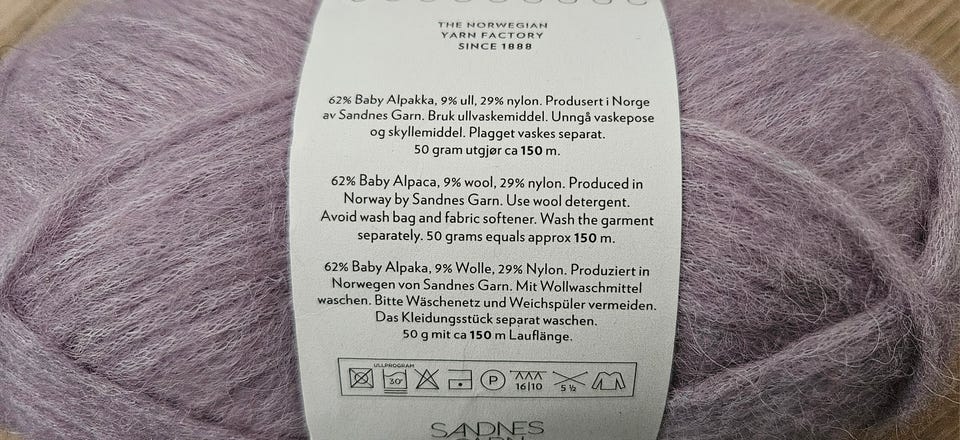 THE NORWEGIAN
YARN FACTORY
SINCE 1888
62% Baby Alpakka, 9% ull, 29% nylon. Produsert i Norge
av Sandnes Garn. Bruk ullvaskemiddel. Unngå vaskepose
og skyllemiddel. Plagget vaskes separat.
50 gram utgjør ca 150 m.
62% Baby Alpaca, 9% wool, 29% nylon. Produced in
Norway by Sandnes Garn. Use wool detergent.
Avoid wash bag and fabric softener. Wash the garment
separately. 50 grams equals approx 150 m.
62% Baby Alpaka, 9% Wolle, 29% Nylon. Produziert in
Norwegen von Sandnes Garn. Mit Wollwaschmittel
waschen. Bitte Wäschenetz und Weichspüler vermeiden.
Das Kleidungsstück separat waschen.
50 g mit ca 150 m Lauflänge.
ULLPROGRAM
30° P 16|10 5 ½
SANDNES
GARN